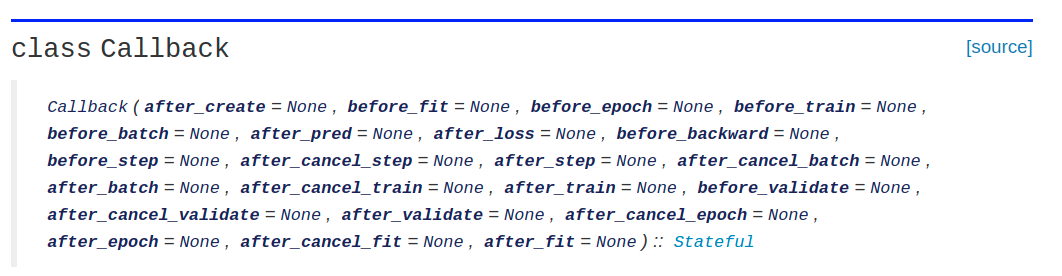 class Callback [source]
Callback(after_create=None, before_fit=None, before_epoch=None, before_train=None,
before_batch=None, after_pred=None, after_loss=None, before_backward=None,
before_step=None, after_cancel_step=None, after_step=None, after_cancel_batch=None,
after_batch=None, after_cancel_train=None, after_train=None, before_validate=None,
after_cancel_validate=None, after_validate=None, after_cancel_epoch=None,
after_epoch=None, after_cancel_fit=None, after_fit=None) :: Stateful